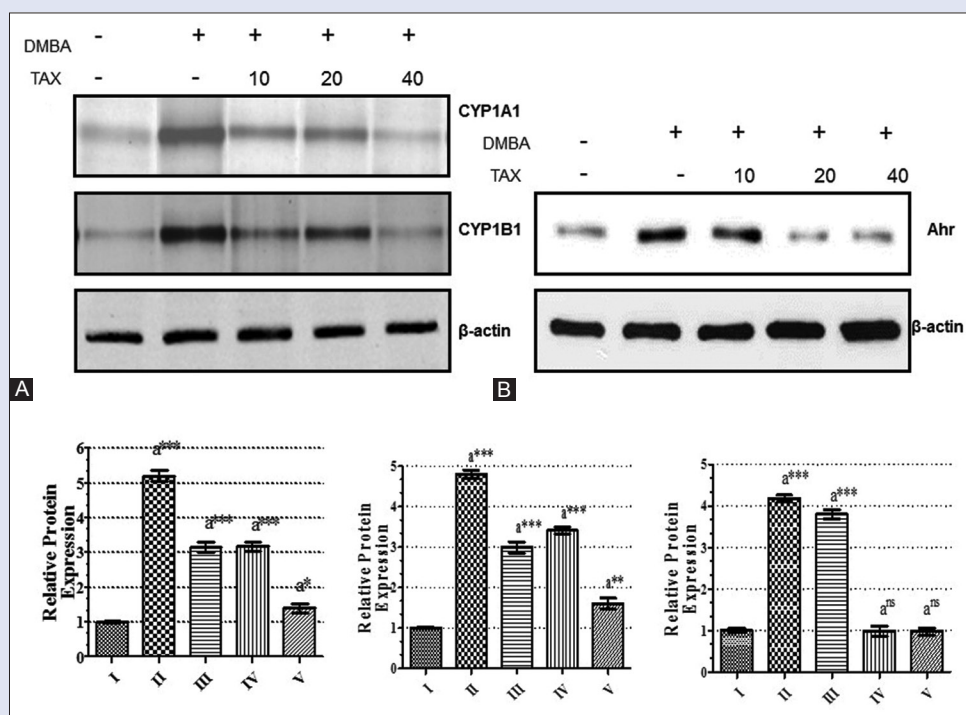 DMBA - + + + +
TAX - - 10 20 40
CYP1A1
CYP1B1
β-actin
A
DMBA - + + + +
TAX - - 10 20 40
Ahr
β-actin
B
Relative Protein
Expression
6
5
4
3
2
1
0
a***
a***
a***
a*
I II III IV V
Relative Protein
Expression
5
4
3
2
1
0
a***
a***
a***
a**
I II III IV V
Relative Protein
Expression
5
4
3
2
1
0
a***
a***
a ns
a ns
I II III IV V